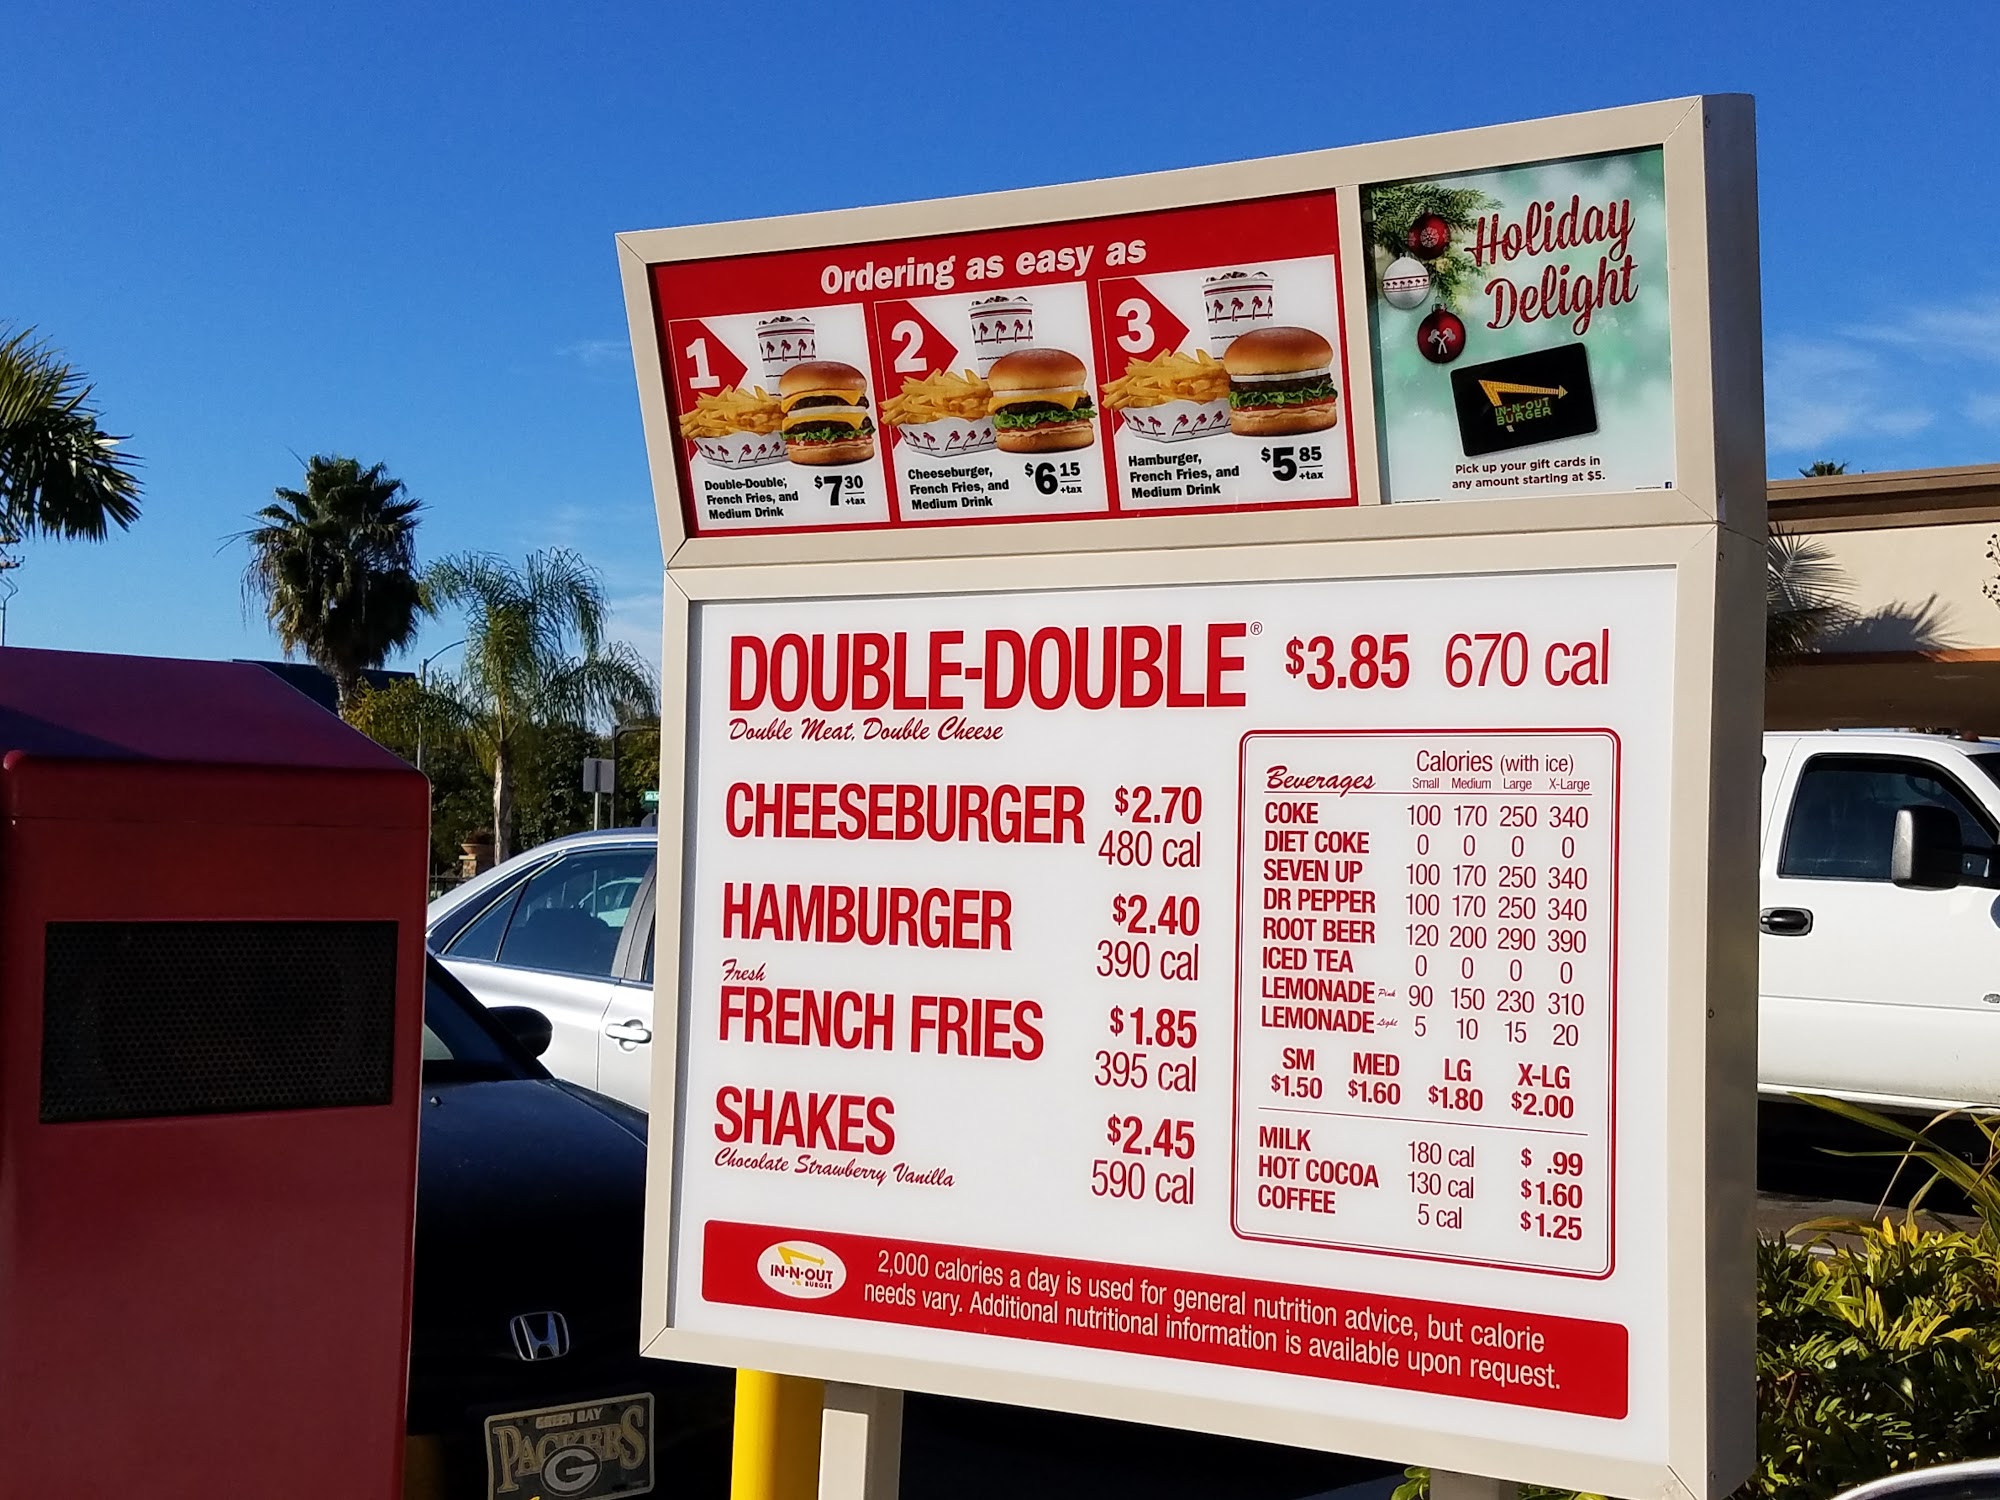 Ordering as easy as
1
Double-Double®,
French Fries, and
Medium Drink
$7 30
+tax
2
Cheeseburger,
French Fries, and
Medium Drink
$6 15
+tax
3
Hamburger,
French Fries, and
Medium Drink
$5 85
+tax
Holiday
Delight
IN-N-OUT
BURGER
Pick up your gift cards in
any amount starting at $5.
DOUBLE-DOUBLE® $3.85 670 cal
Double Meat, Double Cheese
CHEESEBURGER $2.70
480 cal
HAMBURGER $2.40
390 cal
Fresh
FRENCH FRIES $1.85
395 cal
SHAKES $2.45
Chocolate Strawberry Vanilla 590 cal
Calories (with ice)
Beverages Small Medium Large X-Large
COKE 100 170 250 340
DIET COKE 0 0 0 0
SEVEN UP 100 170 250 340
DR PEPPER 100 170 250 340
ROOT BEER 120 200 290 390
ICED TEA 0 0 0 0
LEMONADE Pink 90 150 230 310
LEMONADE Light 5 10 15 20
SM MED LG X-LG
$1.50 $1.60 $1.80 $2.00
MILK 180 cal $ .99
HOT COCOA 130 cal $1.60
COFFEE 5 cal $1.25
IN-N-OUT
BURGER
2,000 calories a day is used for general nutrition advice, but calorie
needs vary. Additional nutritional information is available upon request.
GREEN BAY
PACKERS
G